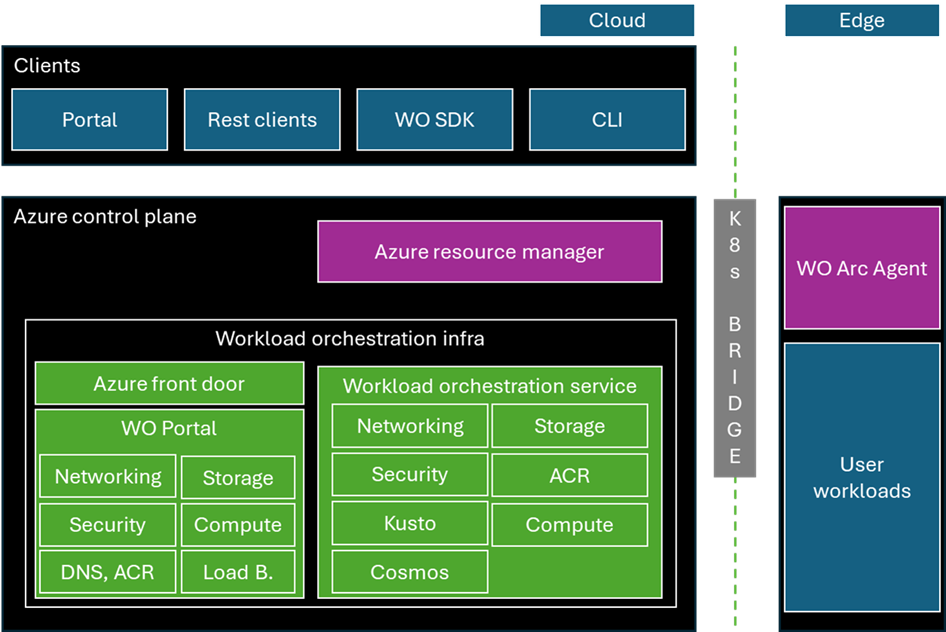 Cloud
Edge
Clients
Portal
Rest clients
WO SDK
CLI
Azure control plane
Azure resource manager
Workload orchestration infra
Azure front door
WO Portal
Networking
Storage
Security
Compute
DNS, ACR
Load B.
Workload orchestration service
Networking
Storage
Security
ACR
Kusto
Compute
Cosmos
K
8
s
B
R
I
D
G
E
WO Arc Agent
User
workloads